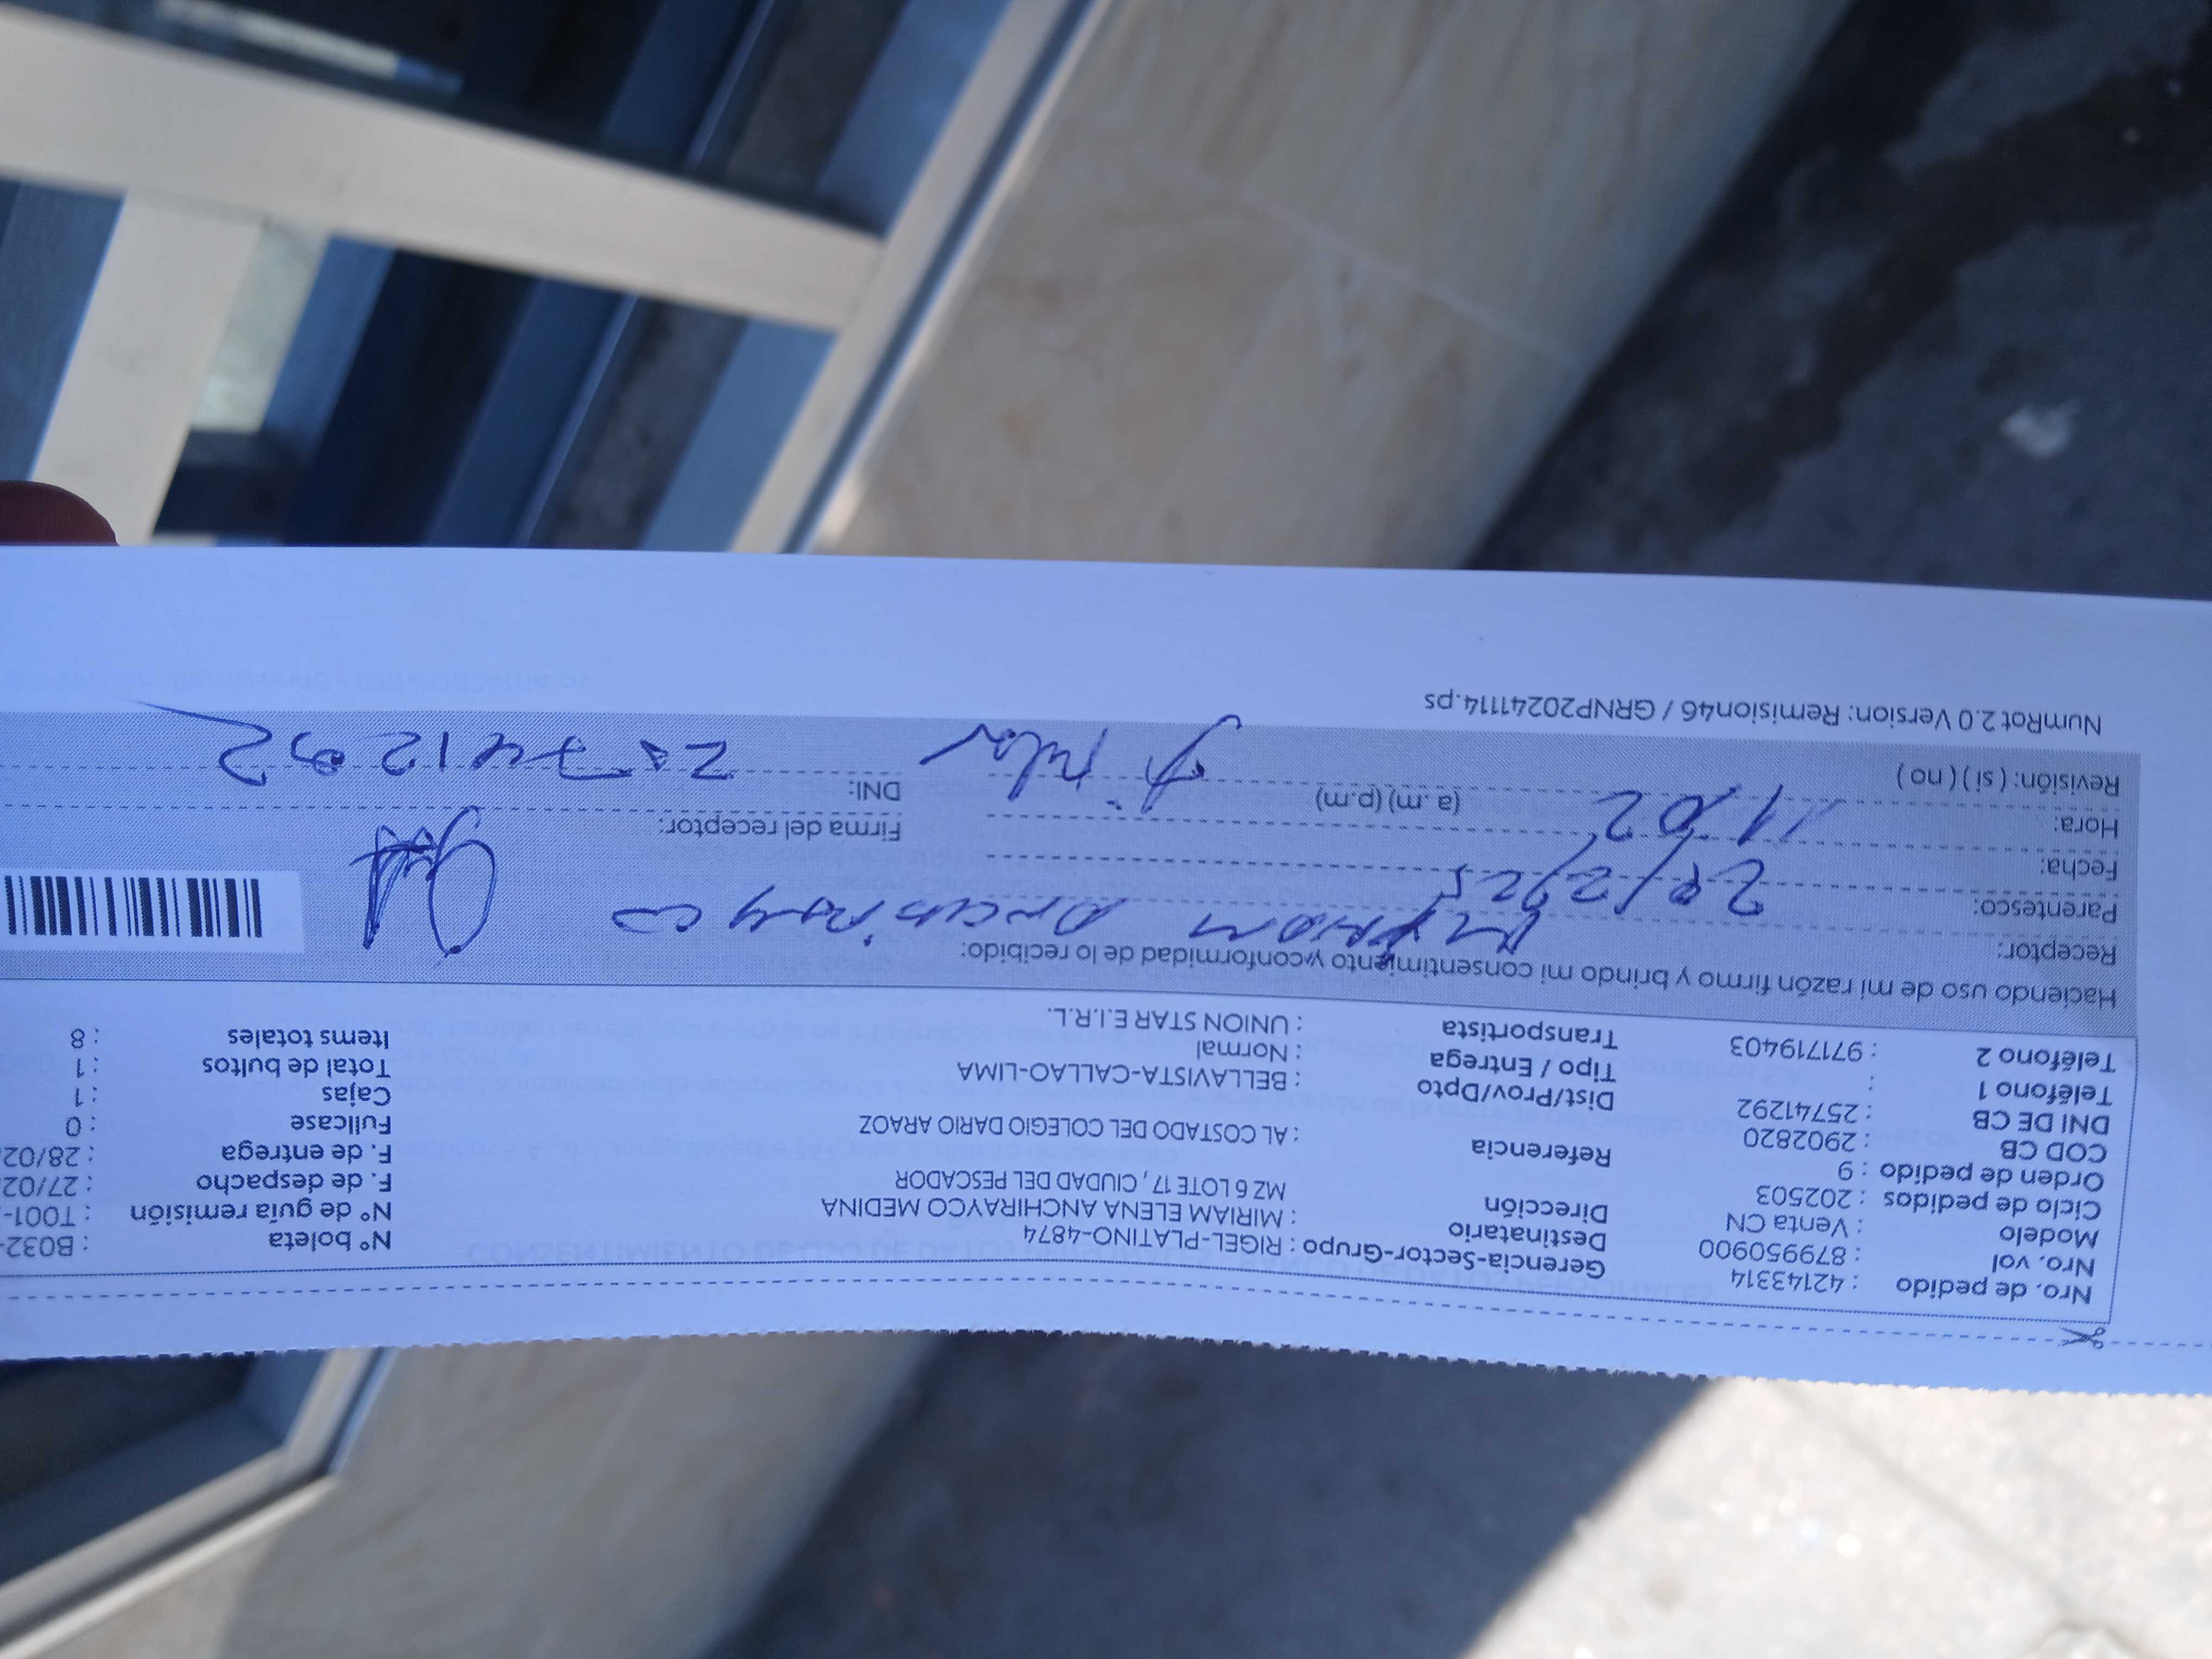 Nro. de pedido : 42143314
Nro. vol : 879950900
Modelo : Venta CN
Ciclo de pedidos : 202503
Orden de pedido : 9
COD CB : 2902820
DNI DE CB : 25741292
Teléfono 1 :
Teléfono 2 : 971719403
Gerencia-Sector-Grupo : RIGEL-PLATINO-4874
Destinatario : MIRIAM ELENA ANCHIRAYCO MEDINA
Dirección MZ 6 LOTE 17, CIUDAD DEL PESCADOR
Referencia : AL COSTADO DEL COLEGIO DARIO ARAOZ
Dist/Prov/Dpto : BELLAVISTA-CALLAO-LIMA
Tipo / Entrega : Normal
Transportista : UNION STAR E.I.R.L.
N° boleta : B032-
N° de guía remisión : T001-
F. de despacho : 27/02
F. de entrega : 28/02
Fullcase : 0
Cajas : 1
Total de bultos : 1
Items totales : 8
Haciendo uso de mi razón firmo y brindo mi consentimiento y conformidad de lo recibido:
Receptor:
Parentesco:
Fecha: 28/2/25
Hora: 11:02 (a. m) (p.m)
Revisión: ( si ) ( no )
Firma del receptor:
DNI: 25741292
NumRot 2.0 Version: Remision46 / GRNP20241114.ps